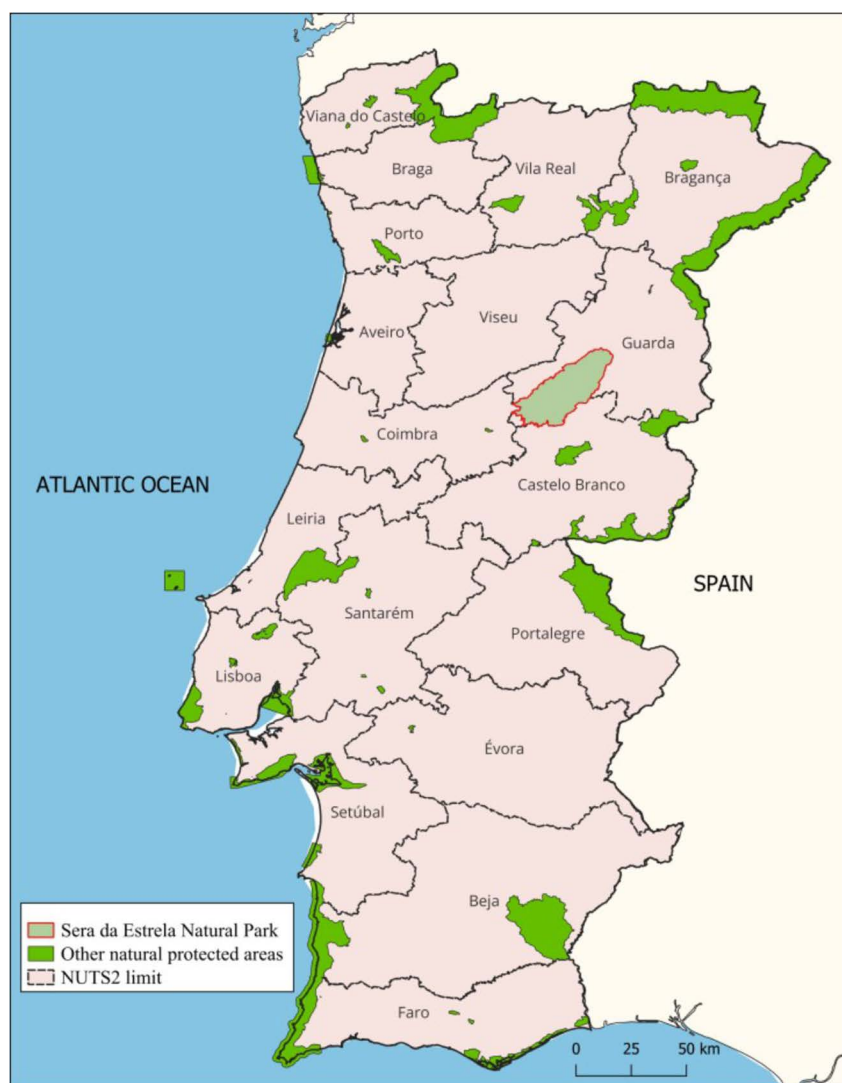 Viana do Castelo
Braga
Vila Real
Bragança
Porto
Aveiro
Viseu
Guarda
Coimbra
Castelo Branco
ATLANTIC OCEAN
Leiria
SPAIN
Santarém
Portalegre
Lisboa
Évora
Setúbal
Beja
Faro
Sera da Estrela Natural Park
Other natural protected areas
NUTS2 limit
0 25 50 km